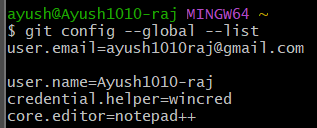 ayush@Ayush1010-raj MINGW64 ~
$ git config --global --list
user.email=ayush1010raj@gmail.com
user.name=Ayush1010-raj
credential.helper=wincred
core.editor=notepad++